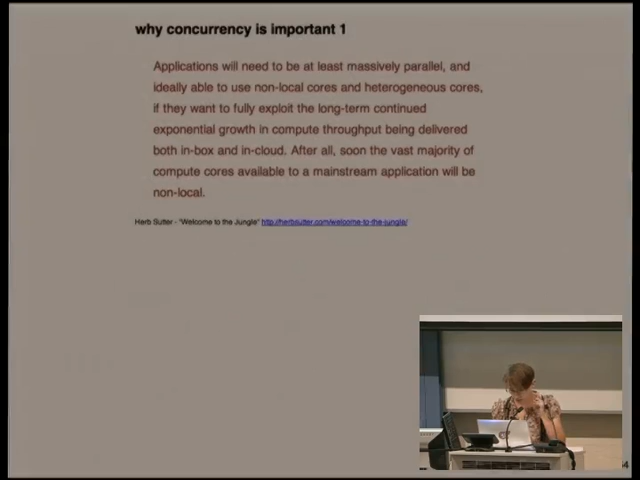 why concurrency is important 1
Applications will need to be at least massively parallel, and
ideally able to use non-local cores and heterogeneous cores,
if they want to fully exploit the long-term continued
exponential growth in compute throughput being delivered
both in-box and in-cloud. After all, soon the vast majority of
compute cores available to a mainstream application will be
non-local.
Herb Sutter - "Welcome to the Jungle" http://herbsutter.com/welcome-to-the-jungle/